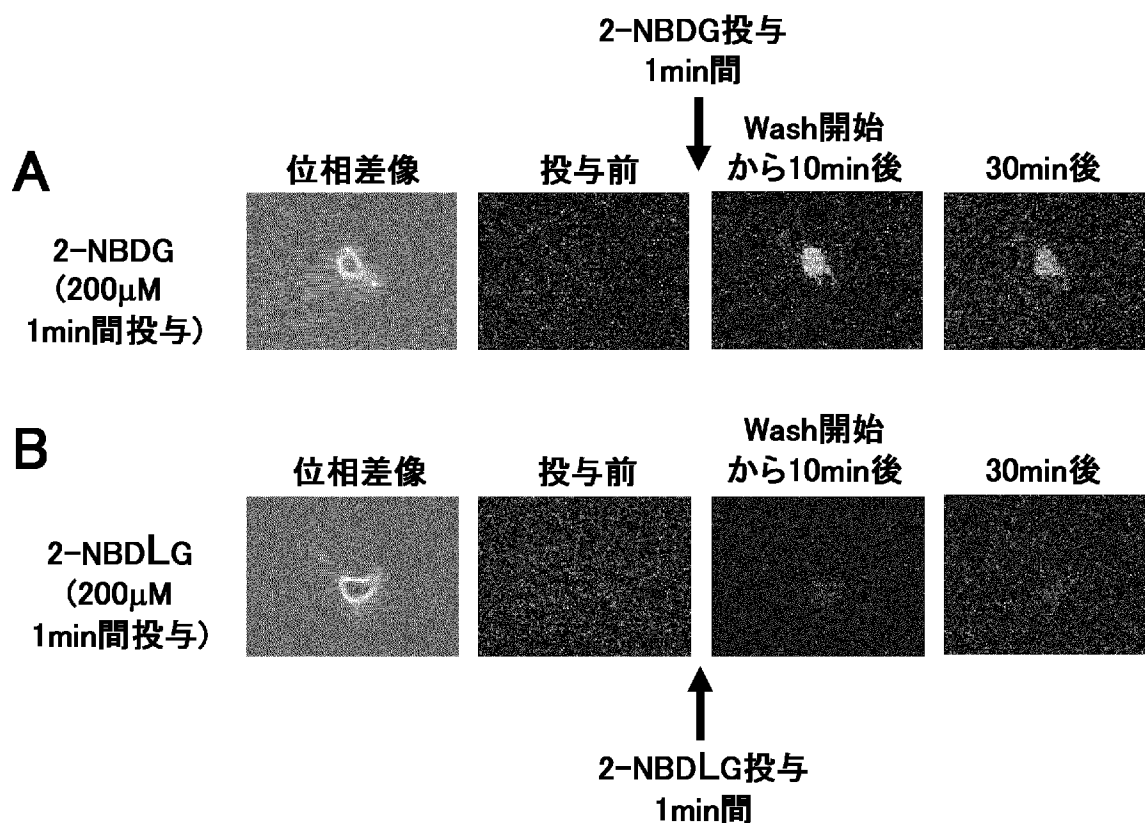 2-NBDG投与
1min間
A
位相差像
投与前
Wash開始
から10min後
30min後
2-NBDG
(200μM
1min間投与)
B
位相差像
投与前
Wash開始
から10min後
30min後
2-NBDLG
(200μM
1min間投与)
2-NBDLG投与
1min間